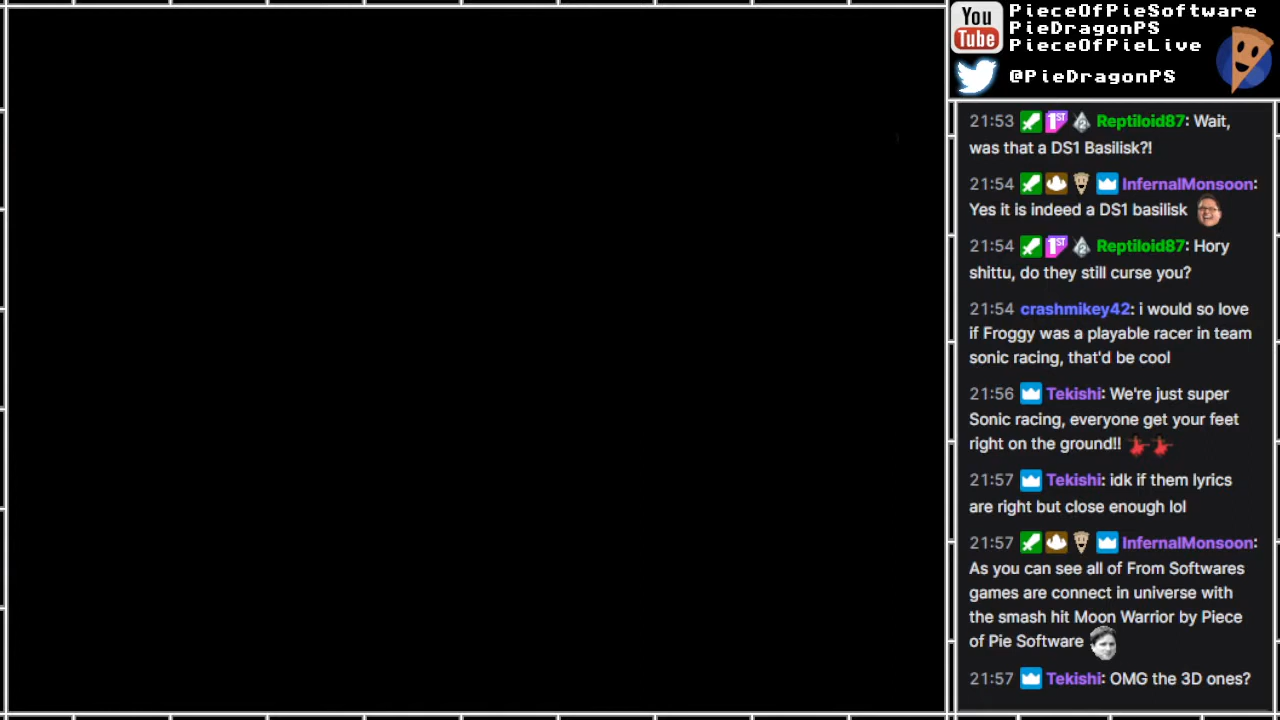 You
Tube
PieceOfPieSoftware
PieDragonPS
PieceOfPieLive
@PieDragonPS
21:53 1ST 2 Reptiloid87: Wait,
was that a DS1 Basilisk?!
21:54 InfernalMonsoon:
Yes it is indeed a DS1 basilisk
21:54 1ST 2 Reptiloid87: Hory
shittu, do they still curse you?
21:54 crashmikey42: i would so love
if Froggy was a playable racer in team
sonic racing, that'd be cool
21:56 Tekishi: We're just super
Sonic racing, everyone get your feet
right on the ground!!
21:57 Tekishi: idk if them lyrics
are right but close enough lol
21:57 InfernalMonsoon:
As you can see all of From Softwares
games are connect in universe with
the smash hit Moon Warrior by Piece
of Pie Software
21:57 Tekishi: OMG the 3D ones?